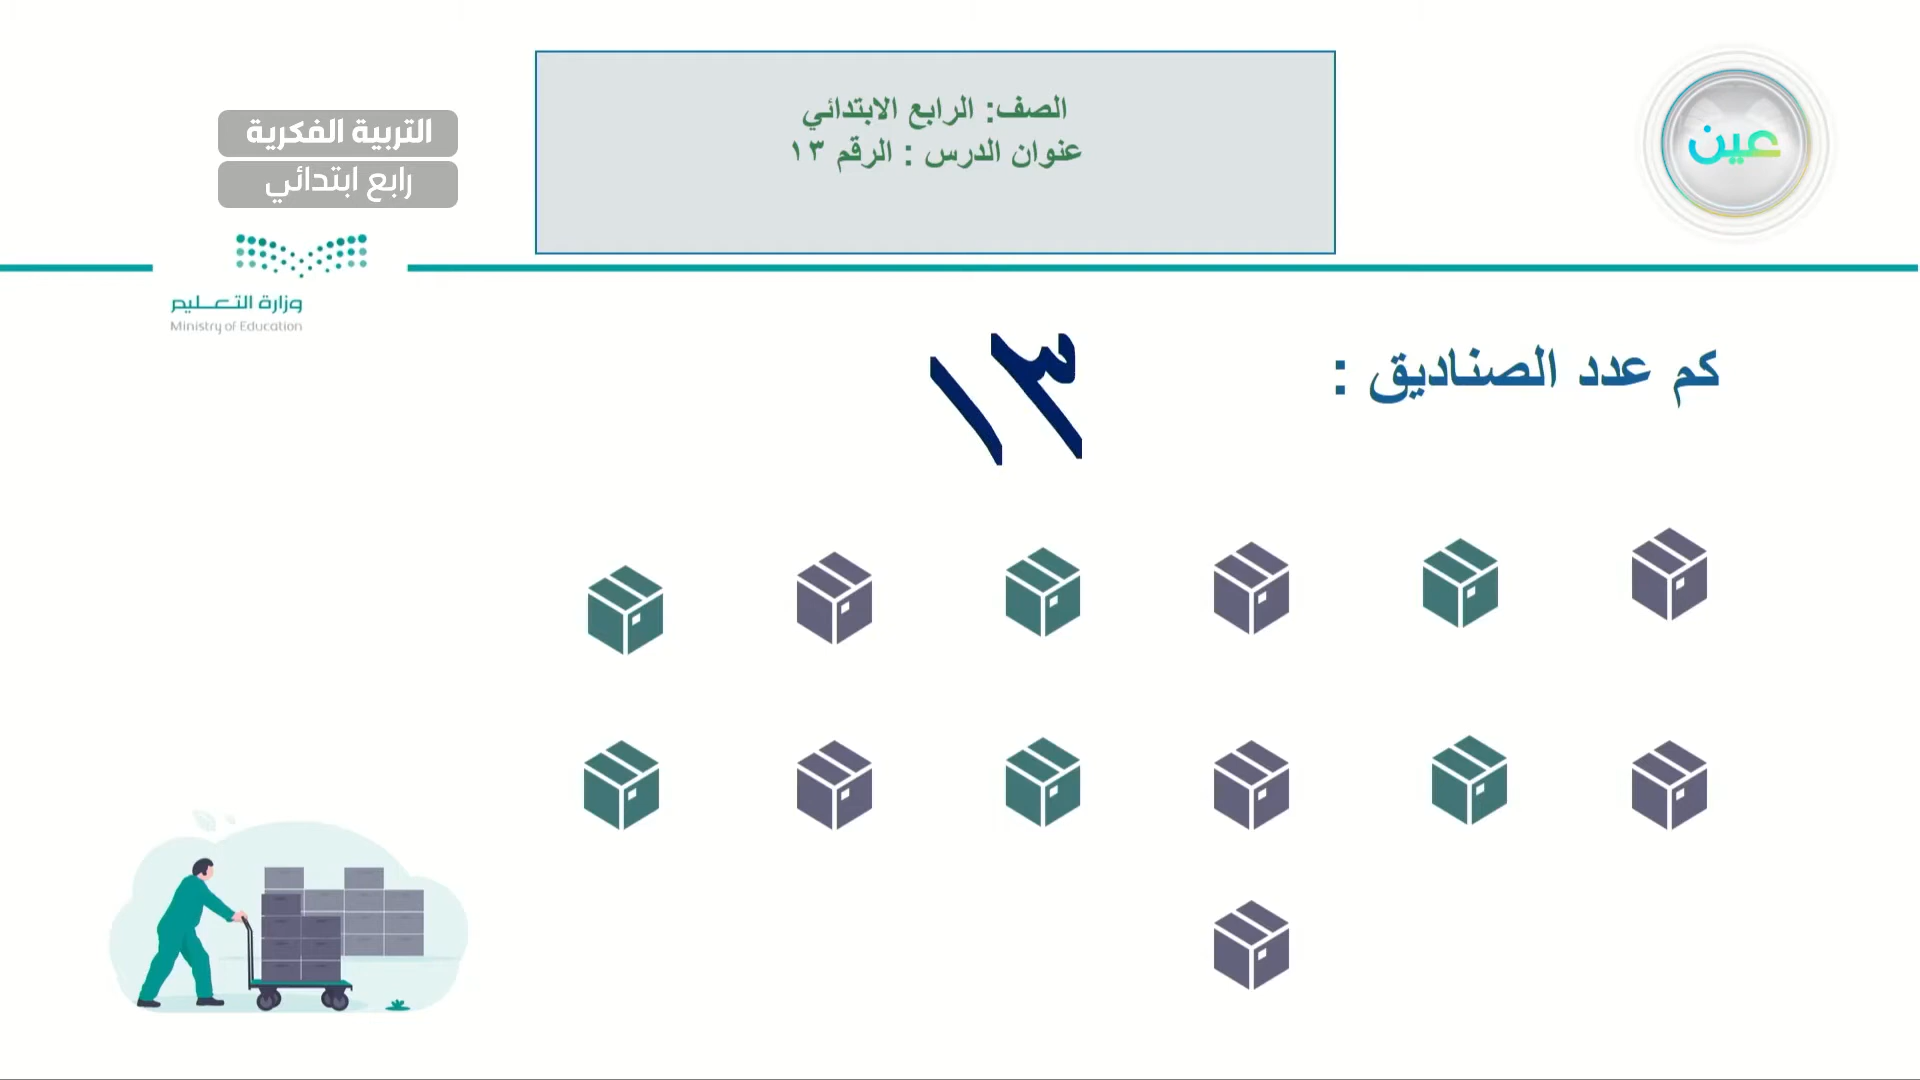 الصف: الرابع الابتدائي
عنوان الدرس : الرقم ١٣
عين
التربية الفكرية
رابع ابتدائي
وزارة التعليم
Ministry of Education
كم عدد الصناديق :
١٣